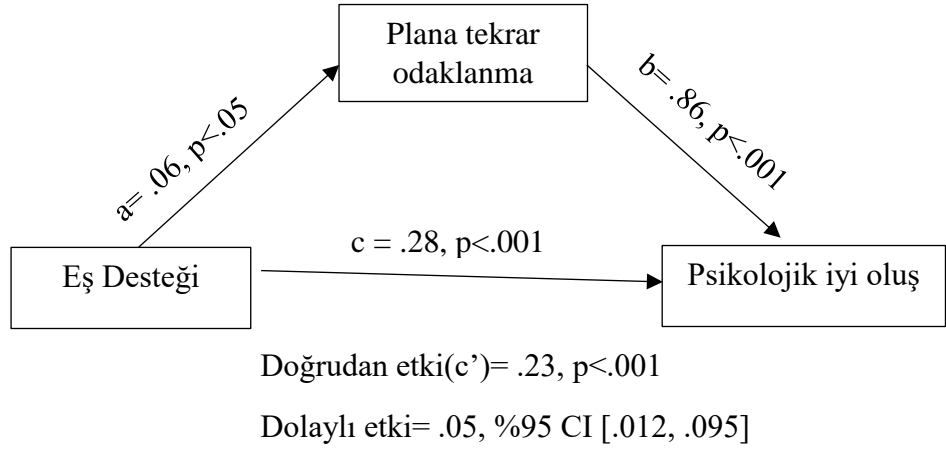 Plana tekrar
odaklanma
a= .06, p<.05
b= .86, p<.001
c = .28, p<.001
Eş Desteği
Psikolojik iyi oluş
Doğrudan etki(c’)= .23, p<.001
Dolaylı etki= .05, %95 CI [.012, .095]